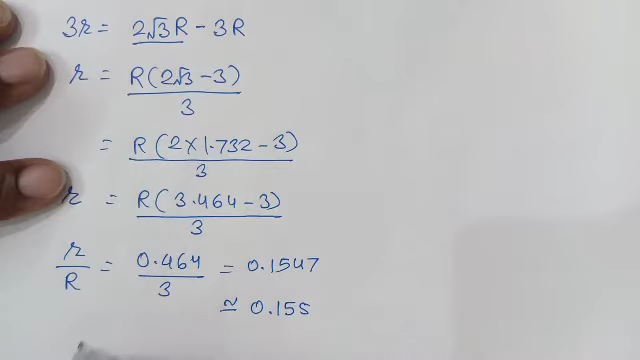 3r = 2√3R - 3R
r = R(2√3 - 3) / 3
= R(2×1.732 - 3) / 3
r = R(3.464 - 3) / 3
r/R = 0.464/3 = 0.1547
≃ 0.155